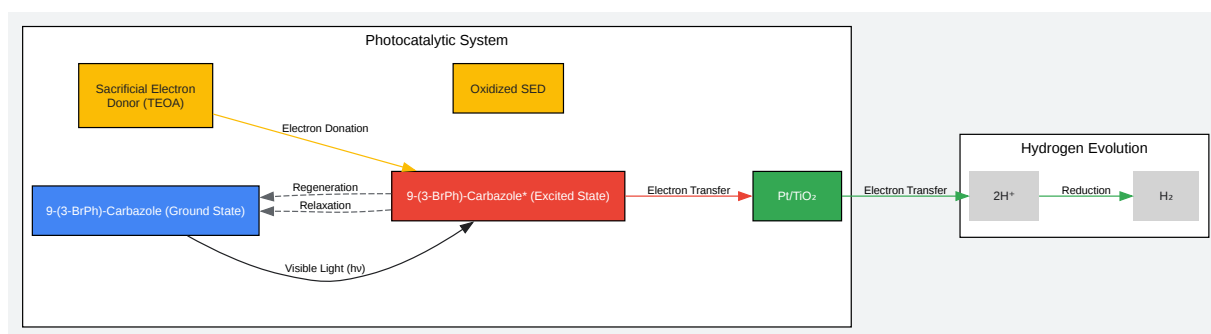 Photocatalytic System
Sacrificial Electron
Donor (TEOA)
Oxidized SED
Electron Donation
Hydrogen Evolution
Regeneration
9-(3-BrPh)-Carbazole (Ground State)
Relaxation
9-(3-BrPh)-Carbazole* (Excited State)
Electron Transfer
Pt/TiO₂
Electron Transfer
2H⁺
Reduction
H₂
Visible Light (hν)